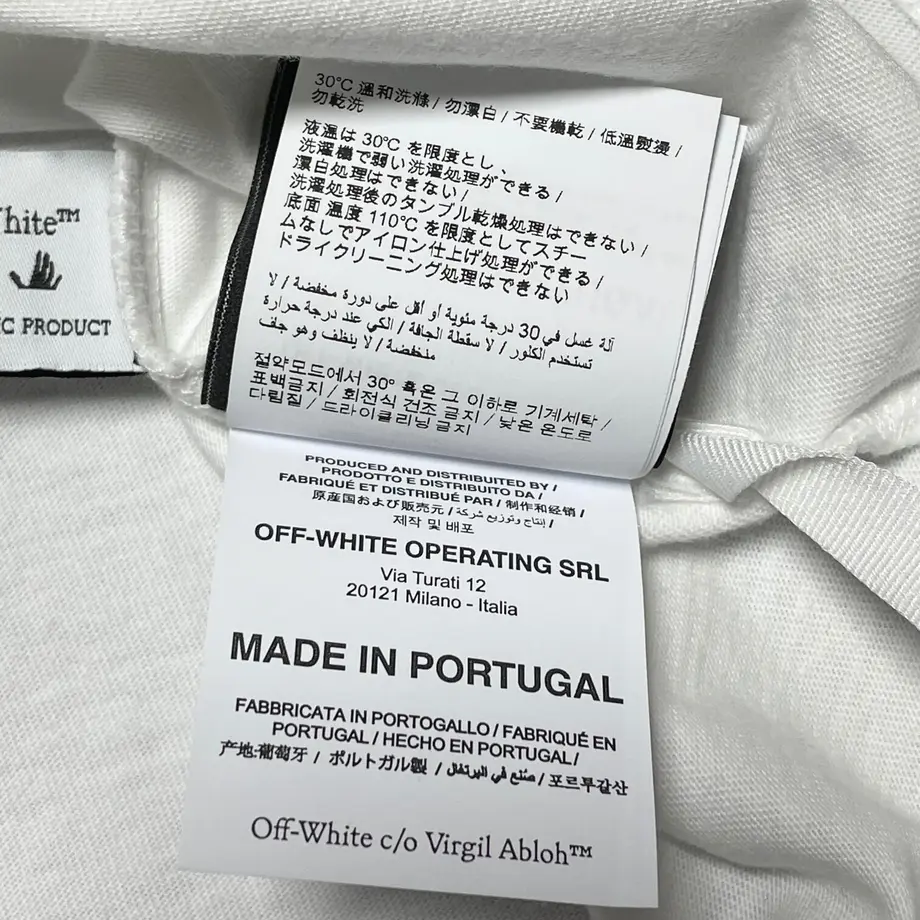 hite™
C PRODUCT
30℃ 溫和洗滌 / 勿漂白 / 不要機乾 / 低溫熨燙 /
勿乾洗
液温は 30℃ を限度とし、
洗濯機で弱い洗濯処理ができる /
漂白処理はできない /
洗濯処理後のタンブル乾燥処理はできない /
底面 温度 110℃ を限度としてスチー
ムなしでアイロン仕上げ処理ができる /
ドライクリーニング処理はできない
آلة غسل في 30 درجة مئوية أو أقل على دورة مخفضة / لا
تستخدم الكلور / لا سقطة الجافة / الكي عند درجة حرارة
منخفضة / لا ينظف وهو جاف
절약모드에서 30° 혹온 그 이하로 기계세탁 /
표백금지 / 회전식 건조 금지 / 낮은 온도로
다림질 / 드라이클리닝 금지
PRODUCED AND DISTRIBUTED BY /
PRODOTTO E DISTRIBUITO DA /
FABRIQUÉ ET DISTRIBUÉ PAR / 制作和经销 /
原産国および販売元 / إنتاج وتوزيع شركة /
제작 및 배포
OFF-WHITE OPERATING SRL
Via Turati 12
20121 Milano - Italia
MADE IN PORTUGAL
FABBRICATA IN PORTOGALLO / FABRIQUÉ EN
PORTUGAL / HECHO EN PORTUGAL /
产地:葡萄牙 / ポルトガル製 / صُنع في البرتغال / 포르투갈산
Off-White c/o Virgil Abloh™